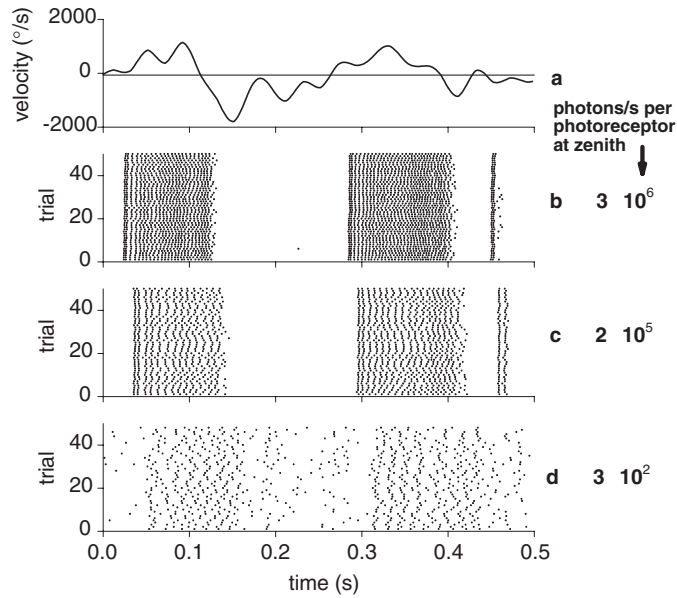 2000
0
-2000
velocity (°/s)
a
photons/s per
photoreceptor
at zenith
40
20
0
trial
b 3 10^6
40
20
0
trial
c 2 10^5
40
20
0
trial
d 3 10^2
0.0 0.1 0.2 0.3 0.4 0.5
time (s)